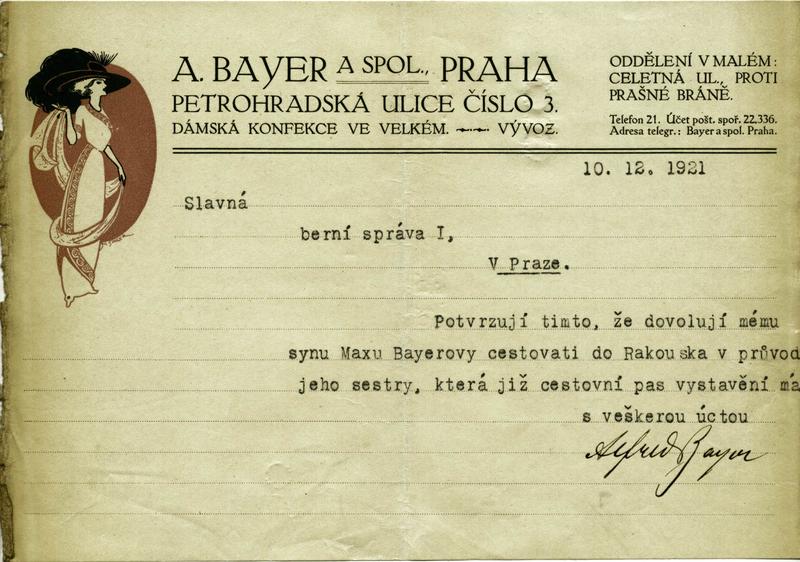 A. BAYER A SPOL., PRAHA
PETROHRADSKÁ ULICE ČÍSLO 3.
DÁMSKÁ KONFEKCE VE VELKÉM. VÝVOZ.
ODDĚLENÍ V MALÉM:
CELETNÁ UL., PROTI
PRAŠNÉ BRÁNĚ.
Telefon 21. Účet pošt. spoř. 22,336.
Adresa telegr.: Bayer a spol. Praha.
10. 12. 1921
Slavná
berní správa I,
V Praze.
Potvrzují timto, že dovolují mému
synu Maxu Bayerovy cestovati do Rakouska v průvod
jeho sestry, která již cestovní pas vystavění má
s veškerou úctou
Alfred Bayer